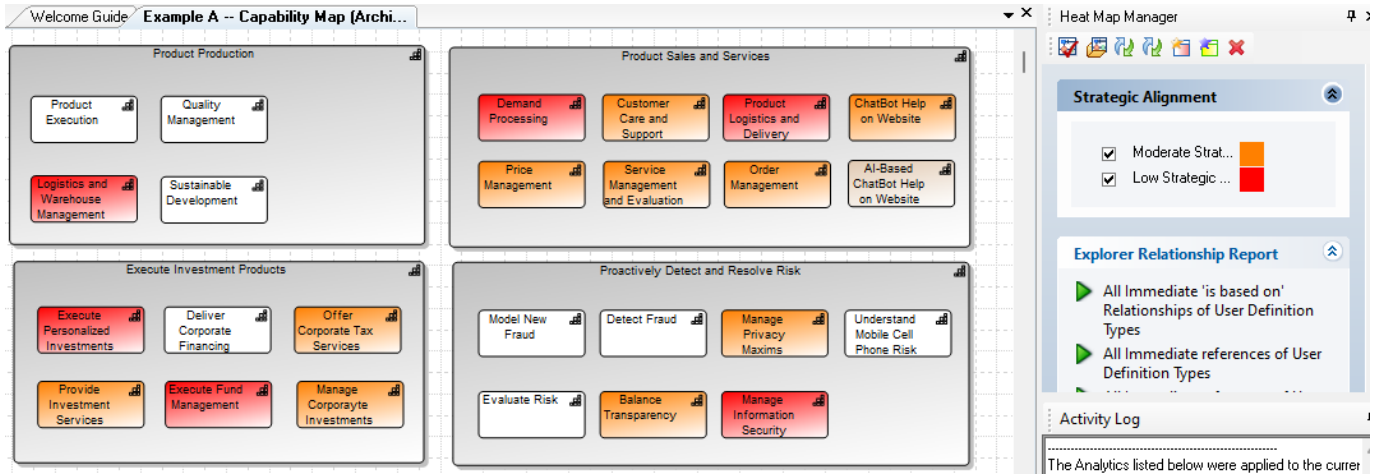 Welcome Guide
Example A -- Capability Map (Archi...
Product Production
Product
Execution
Quality
Management
Logistics and
Warehouse
Management
Sustainable
Development
Product Sales and Services
Demand
Processing
Customer
Care and
Support
Product
Logistics and
Delivery
ChatBot Help
on Website
Price
Management
Service
Management
and Evaluation
Order
Management
AI-Based
ChatBot Help
on Website
Execute Investment Products
Execute
Personalized
Investments
Deliver
Corporate
Financing
Offer
Corporate Tax
Services
Provide
Investment
Services
Execute Fund
Management
Manage
Corporayte
Investments
Proactively Detect and Resolve Risk
Model New
Fraud
Detect Fraud
Manage
Privacy
Maxims
Understand
Mobile Cell
Phone Risk
Evaluate Risk
Balance
Transparency
Manage
Information
Security
Heat Map Manager
Strategic Alignment
Moderate Strat...
Low Strategic ...
Explorer Relationship Report
All Immediate 'is based on'
Relationships of User Definition
Types
All Immediate references of User
Definition Types
Activity Log
The Analytics listed below were applied to the currer